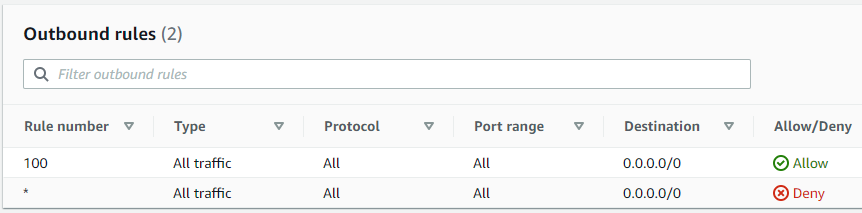 Outbound rules (2)
Filter outbound rules
Rule number Type Protocol Port range Destination Allow/Deny
100 All traffic All All 0.0.0.0/0 Allow
* All traffic All All 0.0.0.0/0 Deny